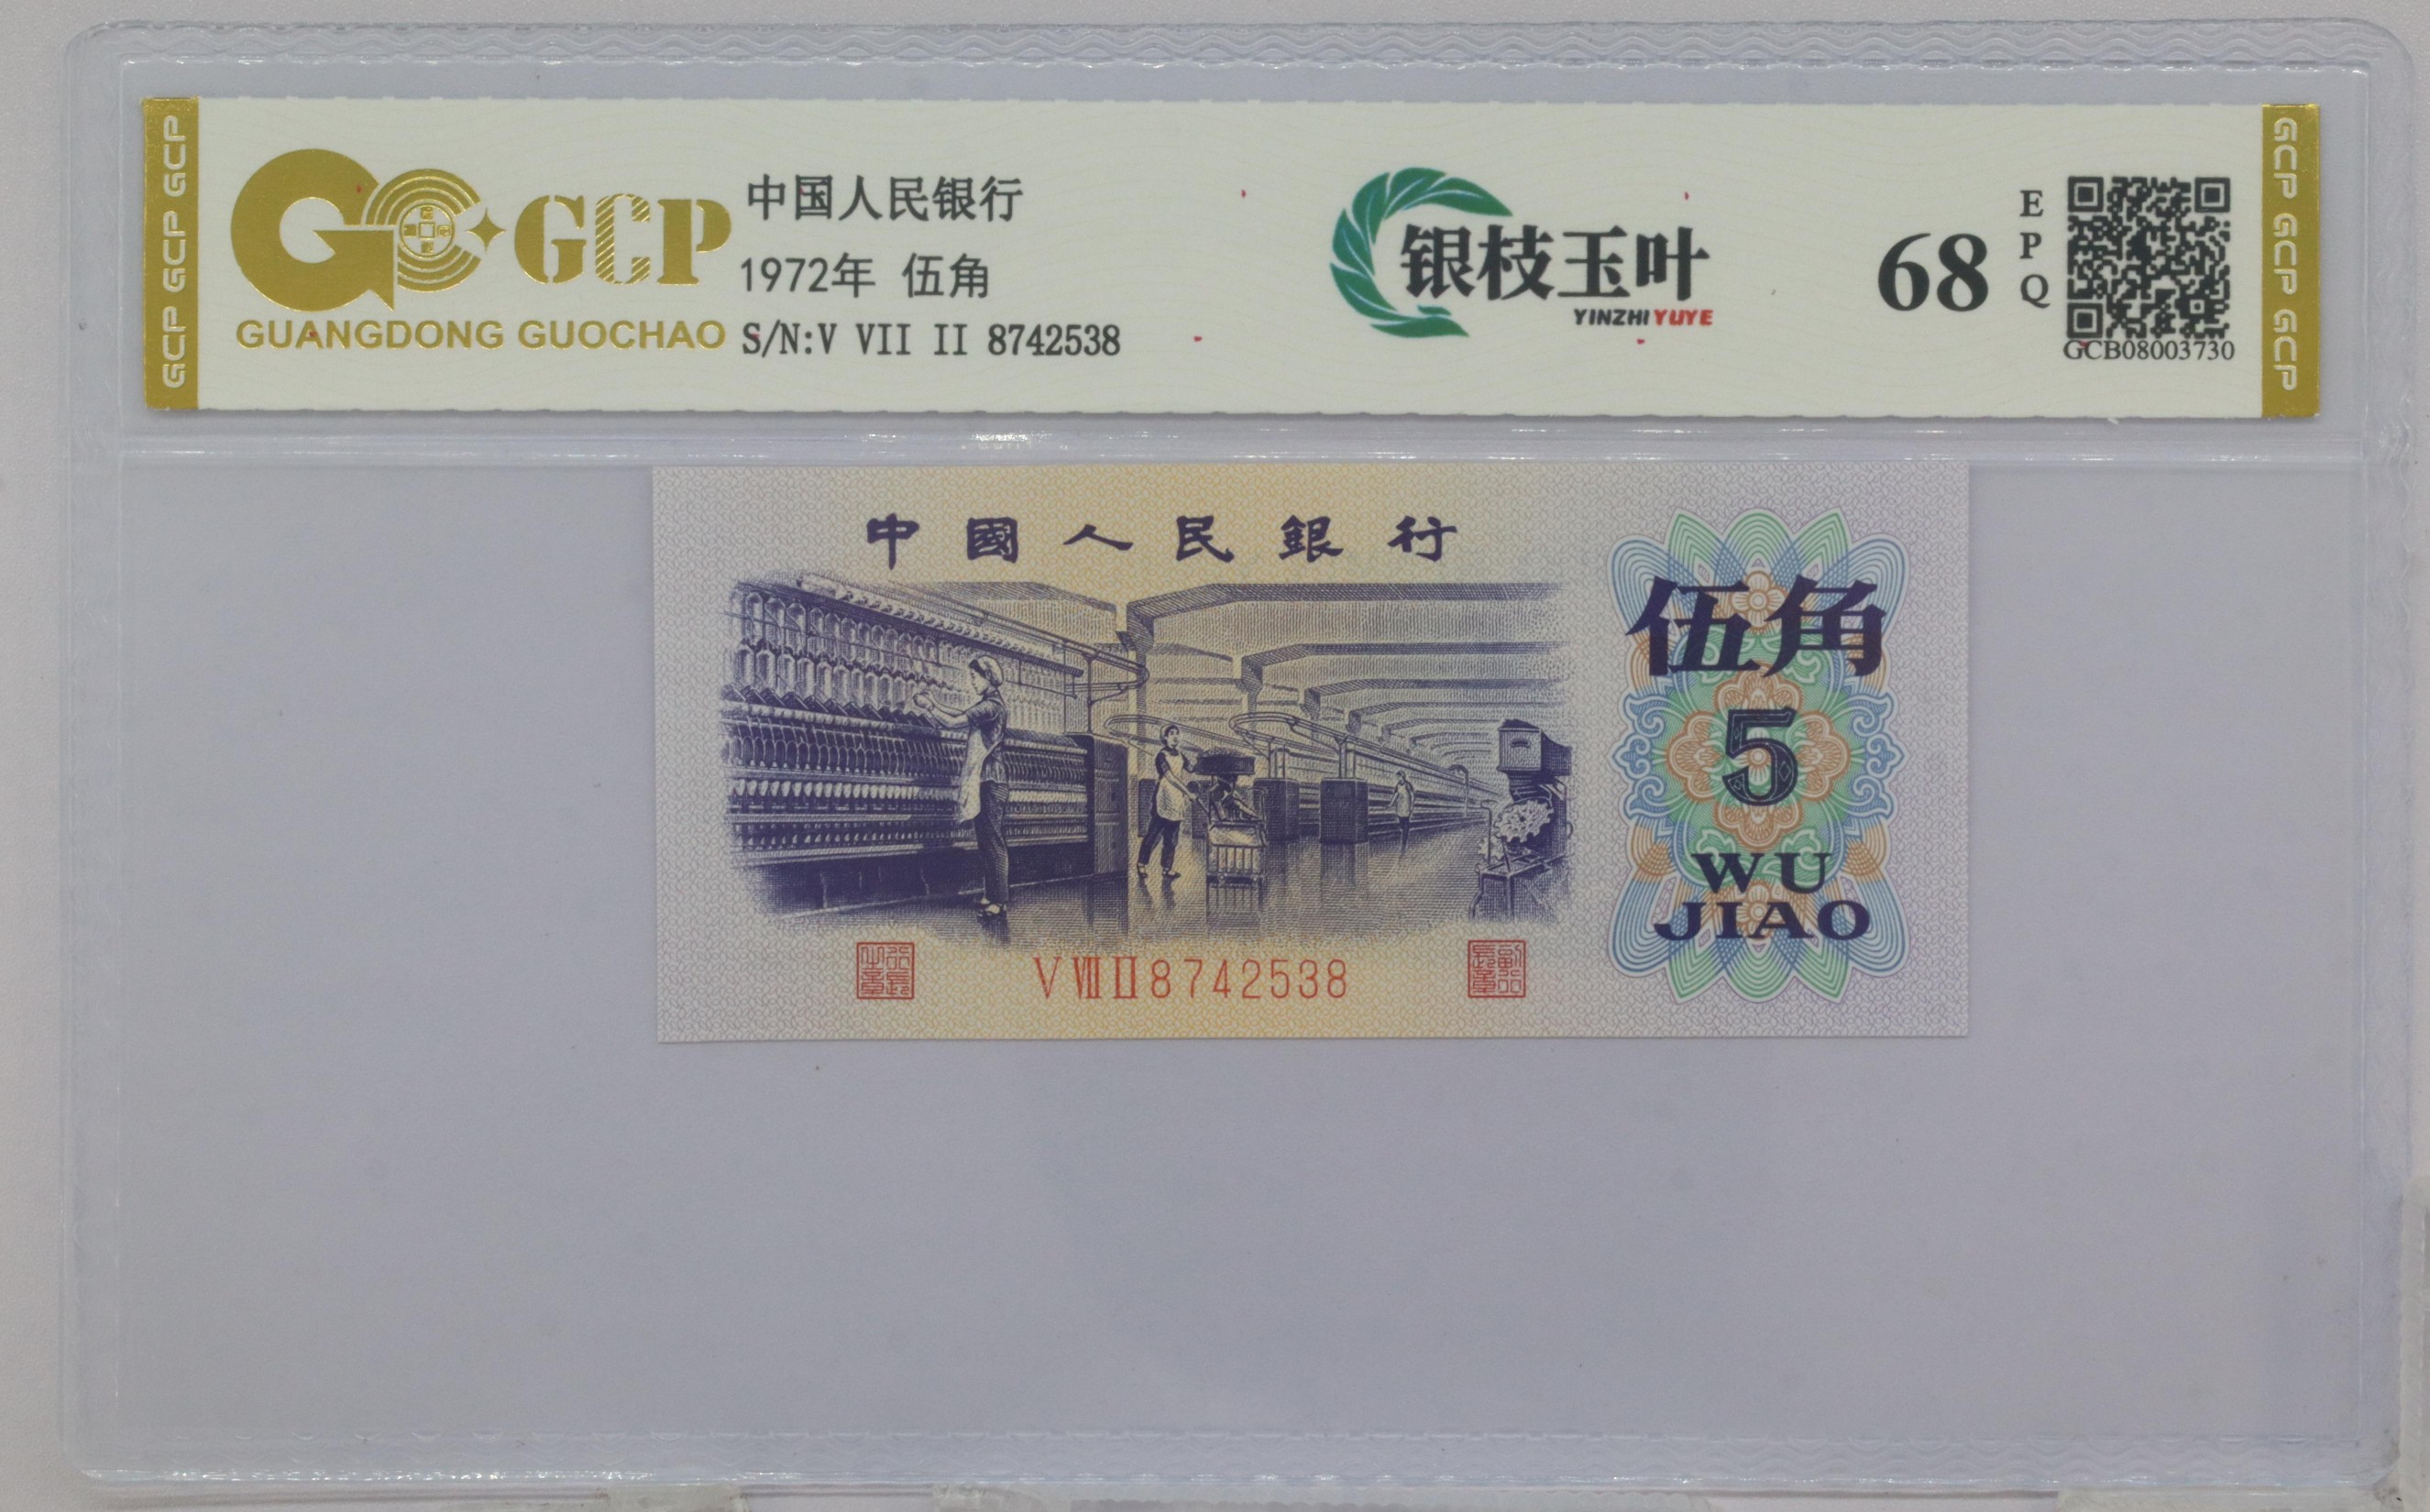 GCP GCP GCP
GCP
GUANGDONG GUOCHAO
中国人民银行
1972年 伍角
S/N:V VII II 8742538
银枝玉叶
YINZHIYUYE
68
EPQ
GCB08003730
GCP GCP GCP
中國人民銀行
伍角
5
WU
JIAO
V VII II 8742538